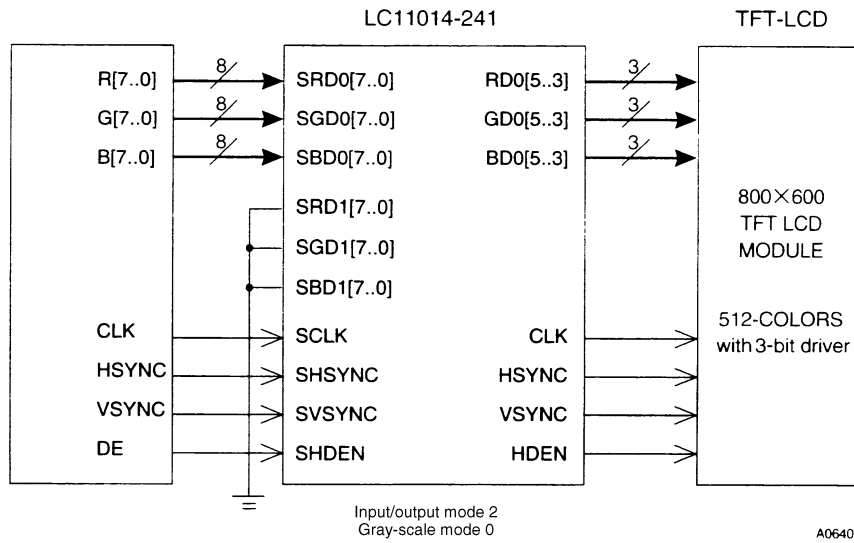 LC11014-241
TFT-LCD
R[7..0] 8 SRD0[7..0] RD0[5..3] 3
G[7..0] 8 SGD0[7..0] GD0[5..3] 3
B[7..0] 8 SBD0[7..0] BD0[5..3] 3
SRD1[7..0]
SGD1[7..0]
SBD1[7..0]
800×600
TFT LCD
MODULE
512-COLORS
with 3-bit driver
CLK SCLK CLK
HSYNC SHSYNC HSYNC
VSYNC SVSYNC VSYNC
DE SHDEN HDEN
Input/output mode 2
Gray-scale mode 0
A0640